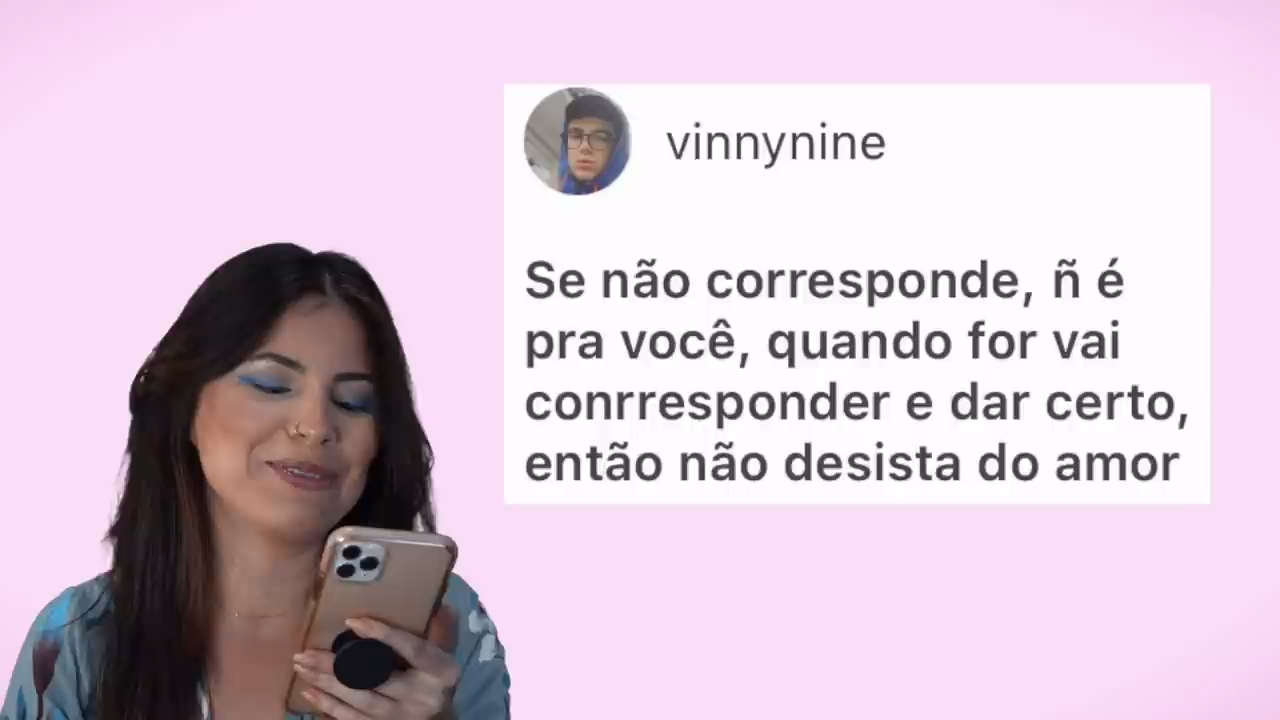 vinnynine
Se não corresponde, ñ é
pra você, quando for vai
conrresponder e dar certo,
então não desista do amor